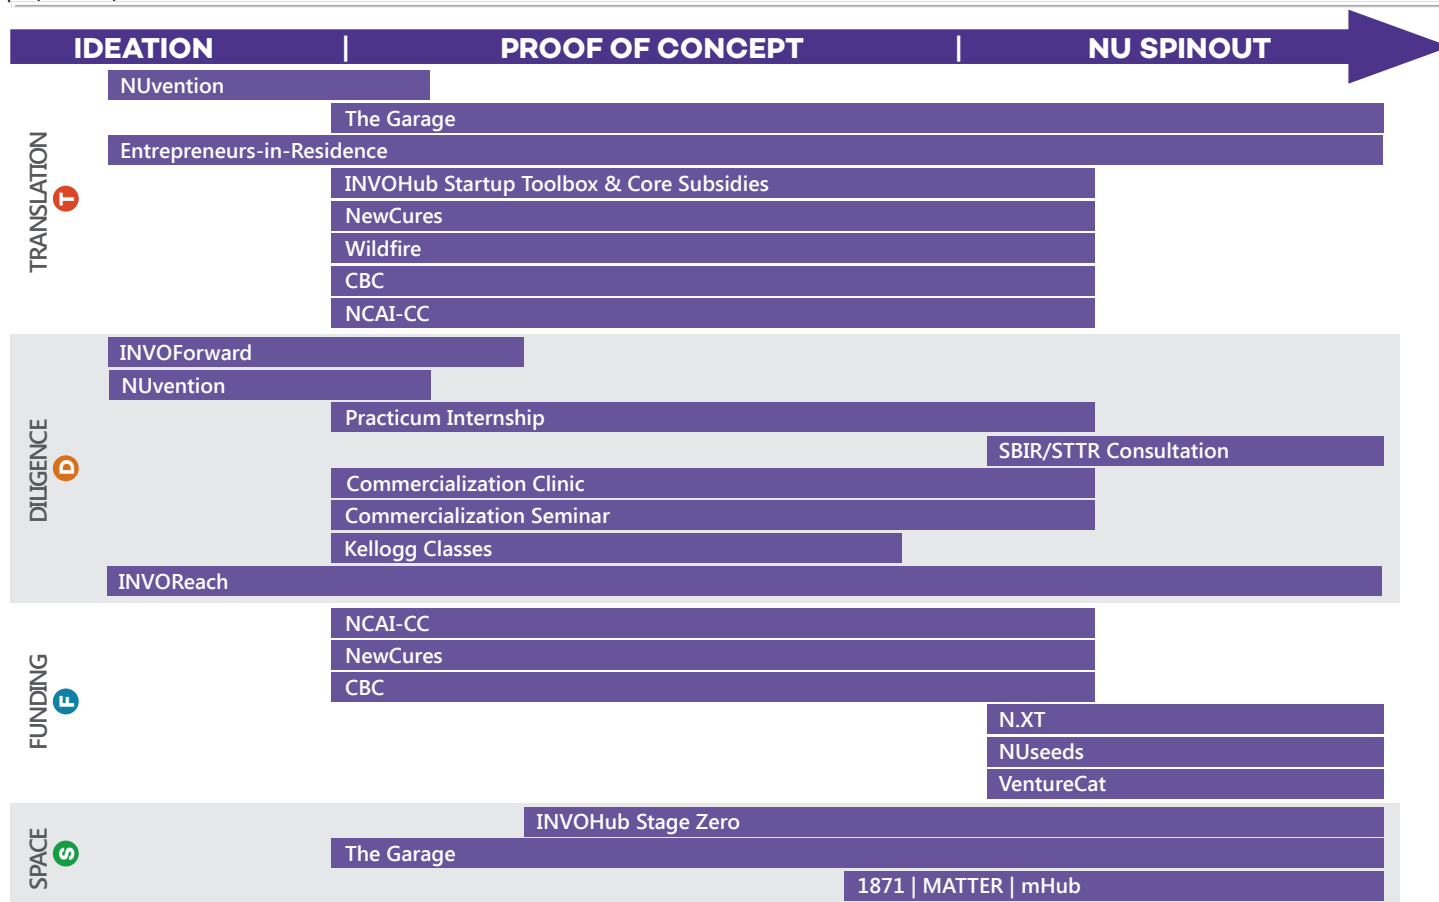 IDEATION | PROOF OF CONCEPT | NU SPINOUT
TRANSLATION
T
NUvention
The Garage
Entrepreneurs-in-Residence
INVOHub Startup Toolbox & Core Subsidies
NewCures
Wildfire
CBC
NCAI-CC
DILIGENCE
D
INVOForward
NUvention
Practicum Internship
SBIR/STTR Consultation
Commercialization Clinic
Commercialization Seminar
Kellogg Classes
INVOReach
FUNDING
F
NCAI-CC
NewCures
CBC
N.XT
NUseeds
VentureCat
SPACE
S
INVOHub Stage Zero
The Garage
1871 | MATTER | mHub